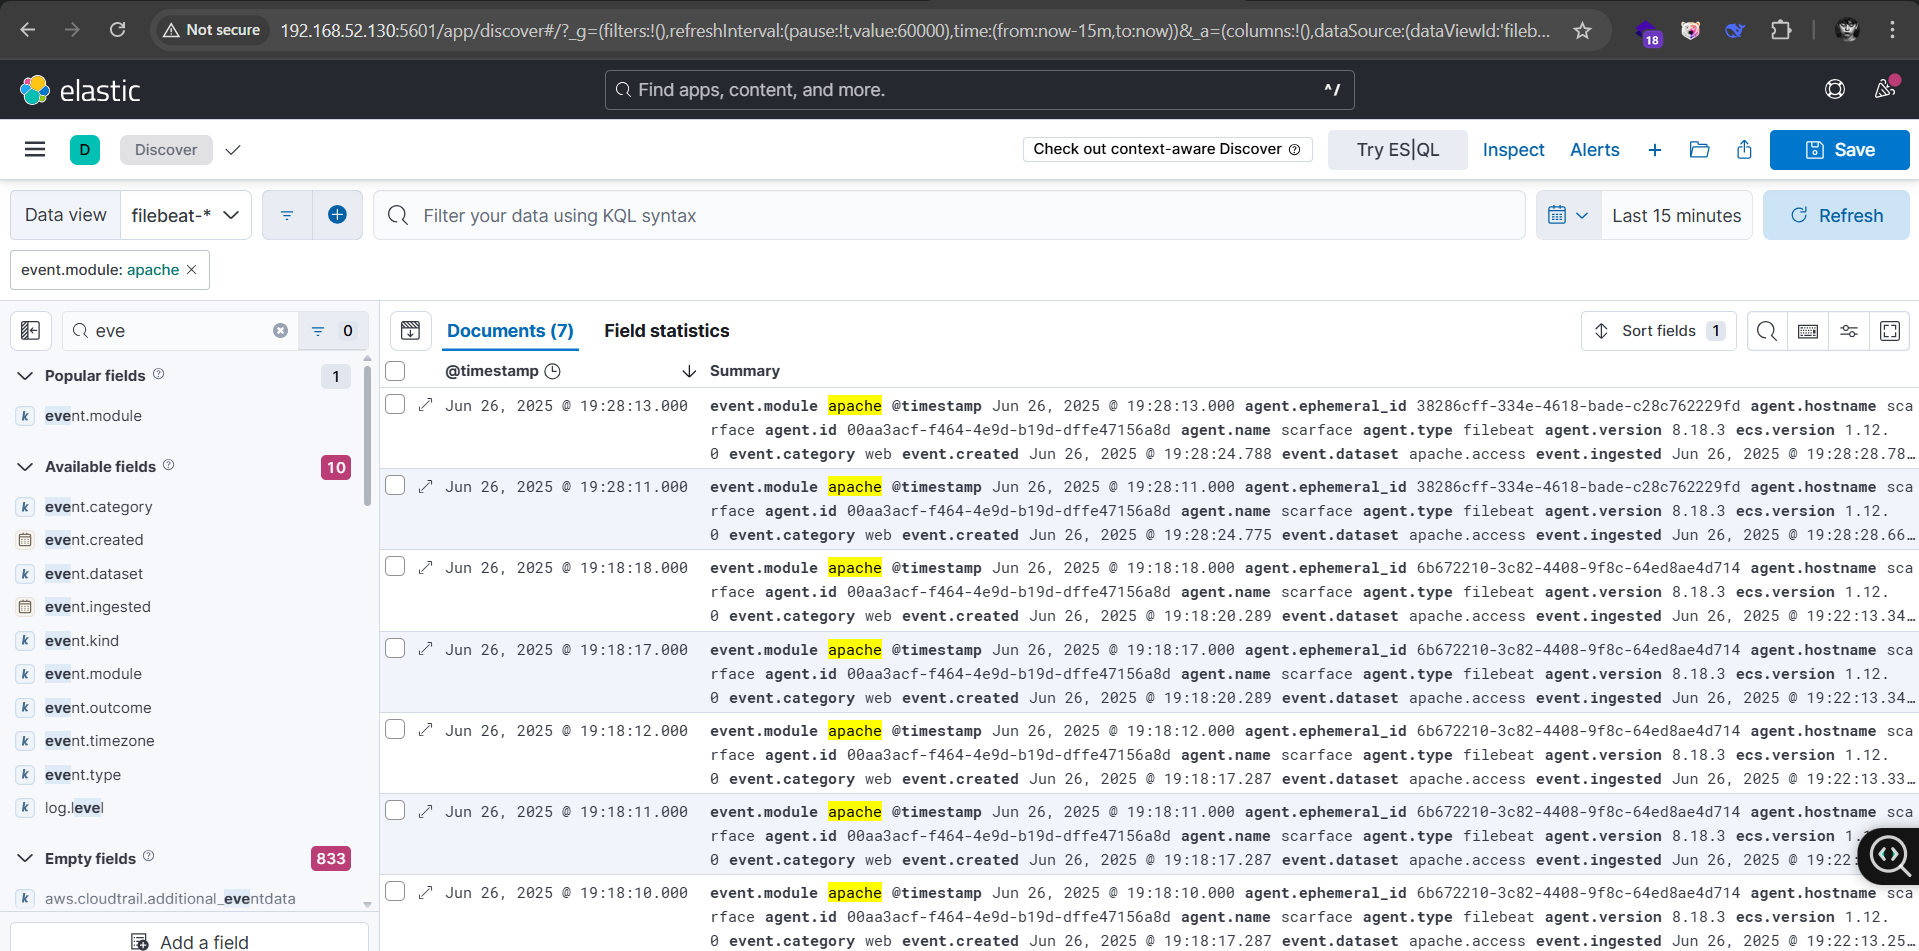 Not secure 192.168.52.130:5601/app/discover#/?_g=(filters:!(),refreshInterval:(pause:!t,value:60000),time:(from:now-15m,to:now))&_a=(columns:!(),dataSource:(dataViewId:'fileb...
18
elastic
Find apps, content, and more.
^/
D
Discover
Check out context-aware Discover
Try ES|QL
Inspect
Alerts
Save
Data view
filebeat-*
Filter your data using KQL syntax
Last 15 minutes
Refresh
event.module: apache
eve
0
Popular fields
1
k event.module
Available fields
10
k event.category
event.created
k event.dataset
event.ingested
k event.kind
k event.module
k event.outcome
k event.timezone
k event.type
k log.level
Empty fields
833
k aws.cloudtrail.additional_eventdata
Add a field
Documents (7)
Field statistics
Sort fields 1
@timestamp
Summary
Jun 26, 2025 @ 19:28:13.000
event.module apache @timestamp Jun 26, 2025 @ 19:28:13.000 agent.ephemeral_id 38286cff-334e-4618-bade-c28c762229fd agent.hostname sca
rface agent.id 00aa3acf-f464-4e9d-b19d-dffe47156a8d agent.name scarface agent.type filebeat agent.version 8.18.3 ecs.version 1.12.
0 event.category web event.created Jun 26, 2025 @ 19:28:24.788 event.dataset apache.access event.ingested Jun 26, 2025 @ 19:28:28.78...
Jun 26, 2025 @ 19:28:11.000
event.module apache @timestamp Jun 26, 2025 @ 19:28:11.000 agent.ephemeral_id 38286cff-334e-4618-bade-c28c762229fd agent.hostname sca
rface agent.id 00aa3acf-f464-4e9d-b19d-dffe47156a8d agent.name scarface agent.type filebeat agent.version 8.18.3 ecs.version 1.12.
0 event.category web event.created Jun 26, 2025 @ 19:28:24.775 event.dataset apache.access event.ingested Jun 26, 2025 @ 19:28:28.66...
Jun 26, 2025 @ 19:18:18.000
event.module apache @timestamp Jun 26, 2025 @ 19:18:18.000 agent.ephemeral_id 6b672210-3c82-4408-9f8c-64ed8ae4d714 agent.hostname sca
rface agent.id 00aa3acf-f464-4e9d-b19d-dffe47156a8d agent.name scarface agent.type filebeat agent.version 8.18.3 ecs.version 1.12.
0 event.category web event.created Jun 26, 2025 @ 19:18:20.289 event.dataset apache.access event.ingested Jun 26, 2025 @ 19:22:13.34...
Jun 26, 2025 @ 19:18:17.000
event.module apache @timestamp Jun 26, 2025 @ 19:18:17.000 agent.ephemeral_id 6b672210-3c82-4408-9f8c-64ed8ae4d714 agent.hostname sca
rface agent.id 00aa3acf-f464-4e9d-b19d-dffe47156a8d agent.name scarface agent.type filebeat agent.version 8.18.3 ecs.version 1.12.
0 event.category web event.created Jun 26, 2025 @ 19:18:20.289 event.dataset apache.access event.ingested Jun 26, 2025 @ 19:22:13.34...
Jun 26, 2025 @ 19:18:12.000
event.module apache @timestamp Jun 26, 2025 @ 19:18:12.000 agent.ephemeral_id 6b672210-3c82-4408-9f8c-64ed8ae4d714 agent.hostname sca
rface agent.id 00aa3acf-f464-4e9d-b19d-dffe47156a8d agent.name scarface agent.type filebeat agent.version 8.18.3 ecs.version 1.12.
0 event.category web event.created Jun 26, 2025 @ 19:18:17.287 event.dataset apache.access event.ingested Jun 26, 2025 @ 19:22:13.33...
Jun 26, 2025 @ 19:18:11.000
event.module apache @timestamp Jun 26, 2025 @ 19:18:11.000 agent.ephemeral_id 6b672210-3c82-4408-9f8c-64ed8ae4d714 agent.hostname sca
rface agent.id 00aa3acf-f464-4e9d-b19d-dffe47156a8d agent.name scarface agent.type filebeat agent.version 8.18.3 ecs.version 1.
0 event.category web event.created Jun 26, 2025 @ 19:18:17.287 event.dataset apache.access event.ingested Jun 26, 2025 @ 19:22:
Jun 26, 2025 @ 19:18:10.000
event.module apache @timestamp Jun 26, 2025 @ 19:18:10.000 agent.ephemeral_id 6b672210-3c82-4408-9f8c-64ed8ae4d714 agent.hostname sca
rface agent.id 00aa3acf-f464-4e9d-b19d-dffe47156a8d agent.name scarface agent.type filebeat agent.version 8.18.3 ecs.version 1.12.
0 event.category web event.created Jun 26, 2025 @ 19:18:17.287 event.dataset apache.access event.ingested Jun 26, 2025 @ 19:22:13.25...